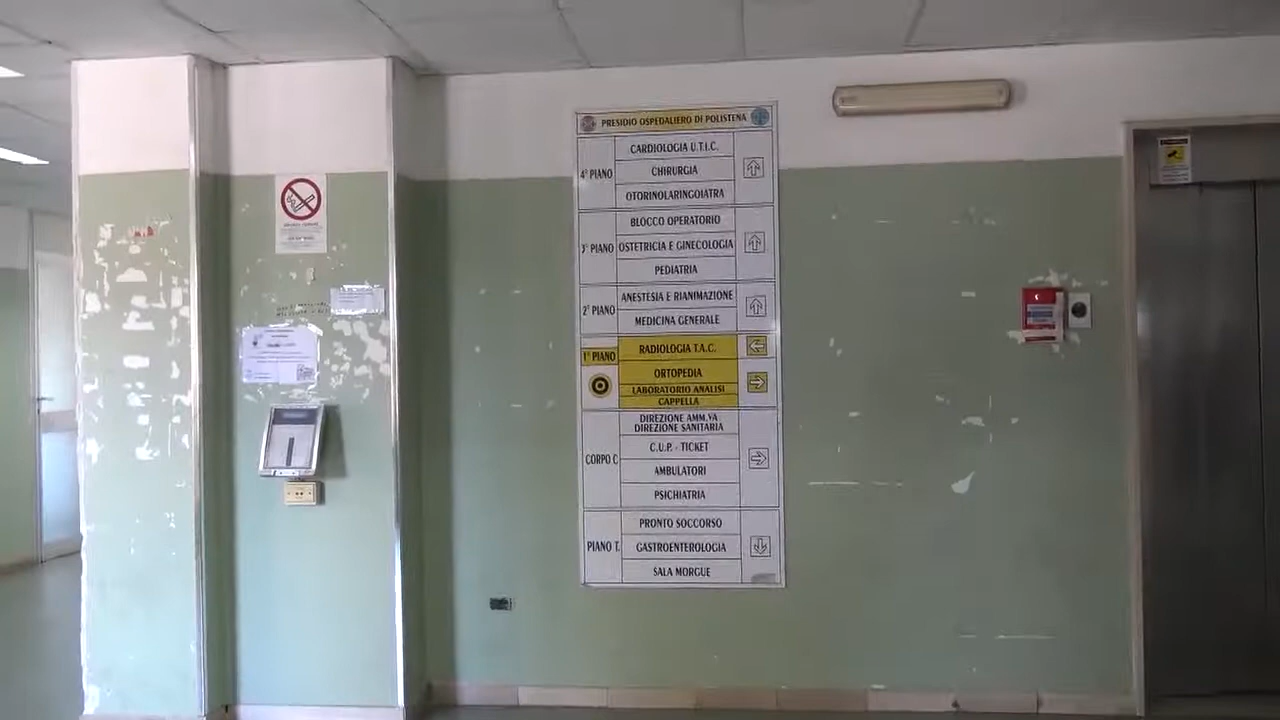 PRESIDIO OSPEDALIERO DI POLISTENA
4° PIANO
CARDIOLOGIA U.T.I.C.
CHIRURGIA
OTORINOLARINGOIATRA
3° PIANO
BLOCCO OPERATORIO
OSTETRICIA E GINECOLOGIA
PEDIATRIA
2° PIANO
ANESTESIA E RIANIMAZIONE
MEDICINA GENERALE
1° PIANO
RADIOLOGIA T.A.C.
ORTOPEDIA
LABORATORIO ANALISI
CAPPELLA
CORPO C
DIREZIONE AMM.VA
DIREZIONE SANITARIA
C.U.P. - TICKET
AMBULATORI
PSICHIATRIA
PIANO T.
PRONTO SOCCORSO
GASTROENTEROLOGIA
SALA MORGUE